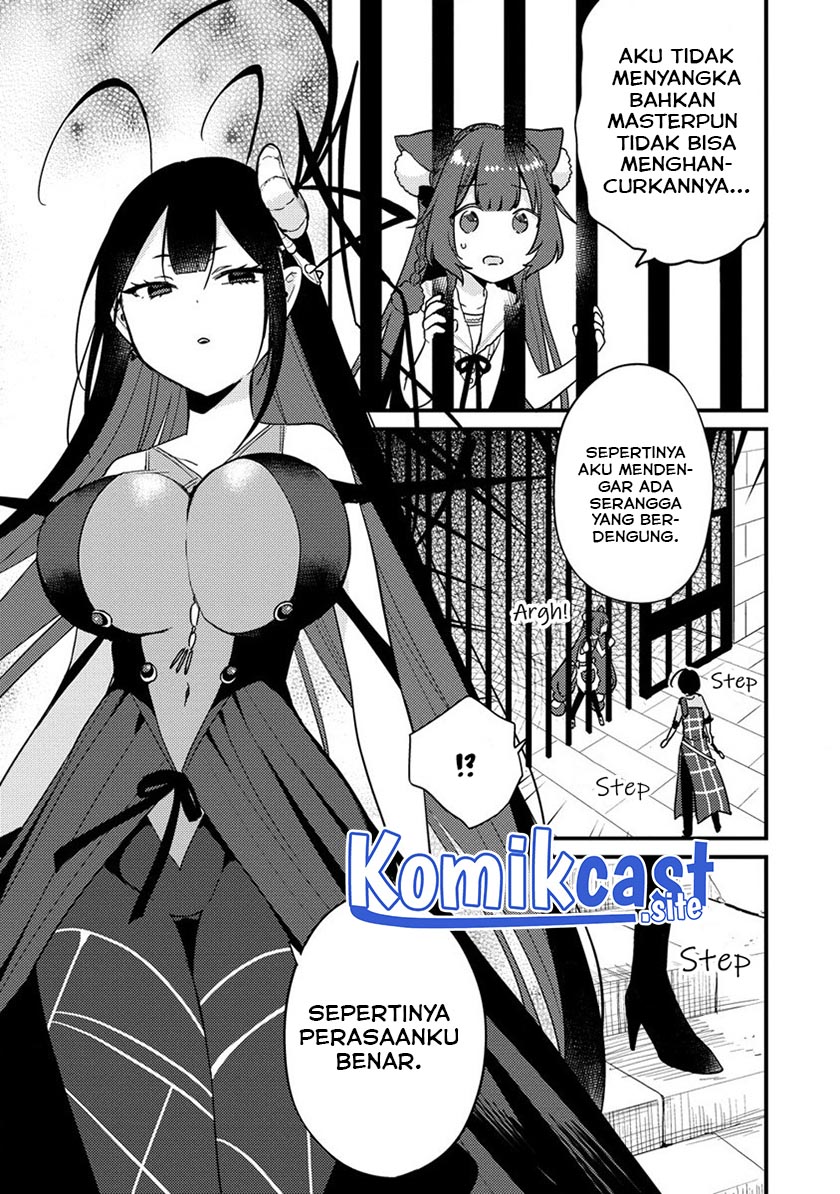 AKU TIDAK
MENYANGKA
BAHKAN
MASTERPUN
TIDAK BISA
MENGHAN-
CURKANNYA...
SEPERTINYA
AKU MENDEN-
GAR ADA
SERANGGA
YANG BER-
DENGUNG.
Argh!
Step
Step
!?
Komikcast
.site
Step
SEPERTINYA
PERASAANKU
BENAR.